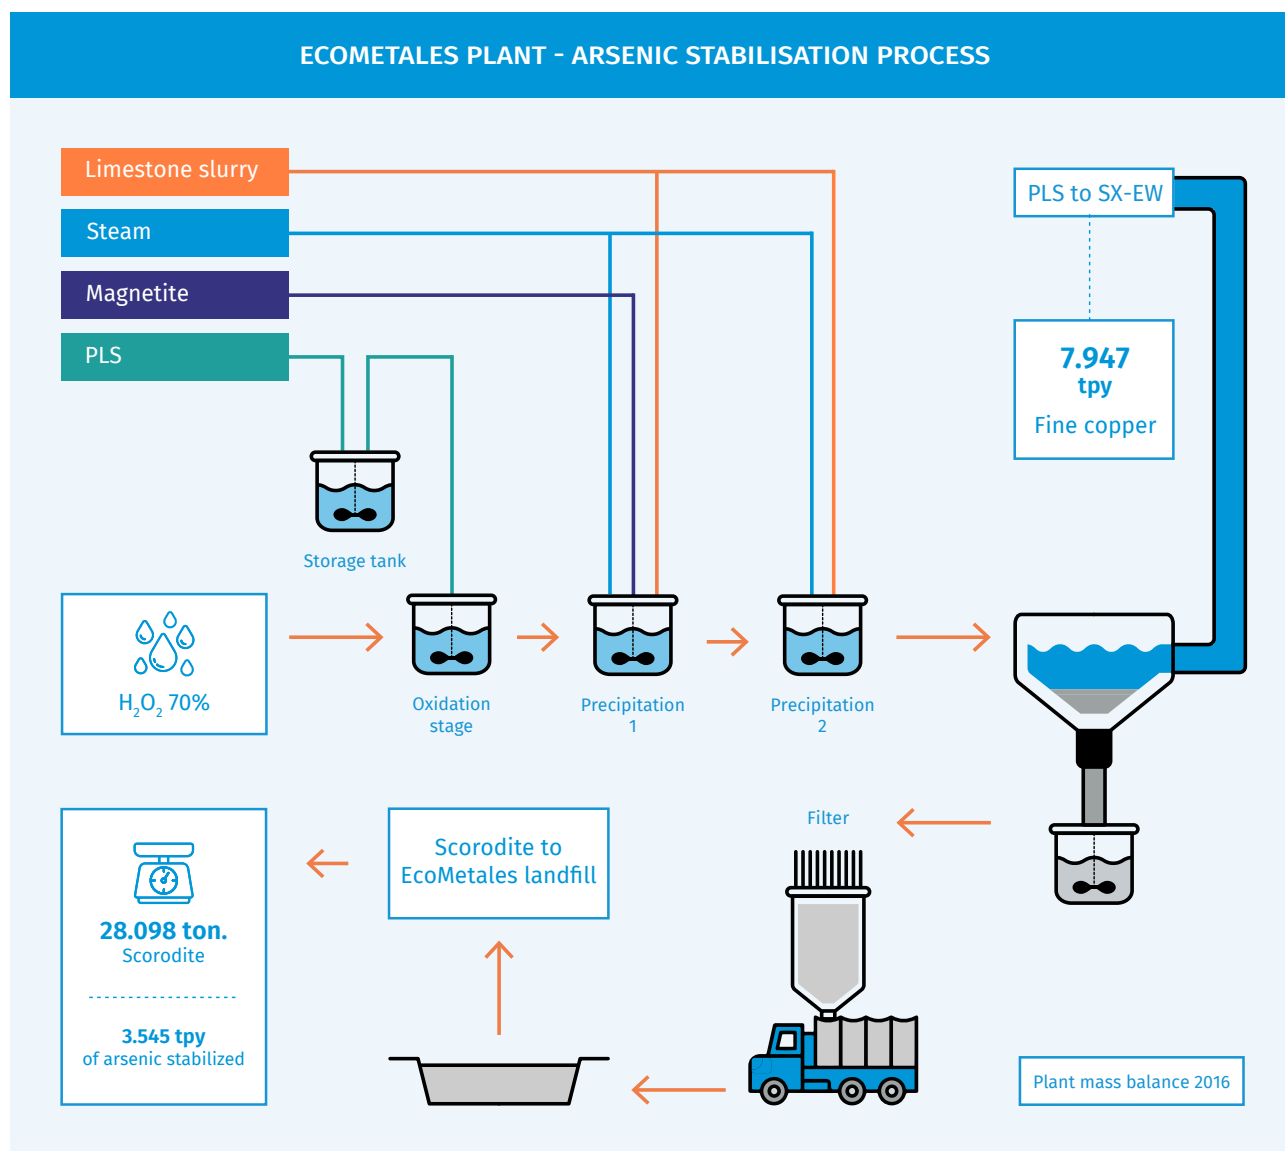 ECOMETALES PLANT - ARSENIC STABILISATION PROCESS
Limestone slurry
Steam
Magnetite
PLS
PLS to SX-EW
7.947
tpy
Fine copper
Storage tank
H₂O₂ 70%
Oxidation
stage
Precipitation
1
Precipitation
2
Filter
Scorodite to
EcoMetales landfill
28.098 ton.
Scorodite
3.545 tpy
of arsenic stabilized
Plant mass balance 2016